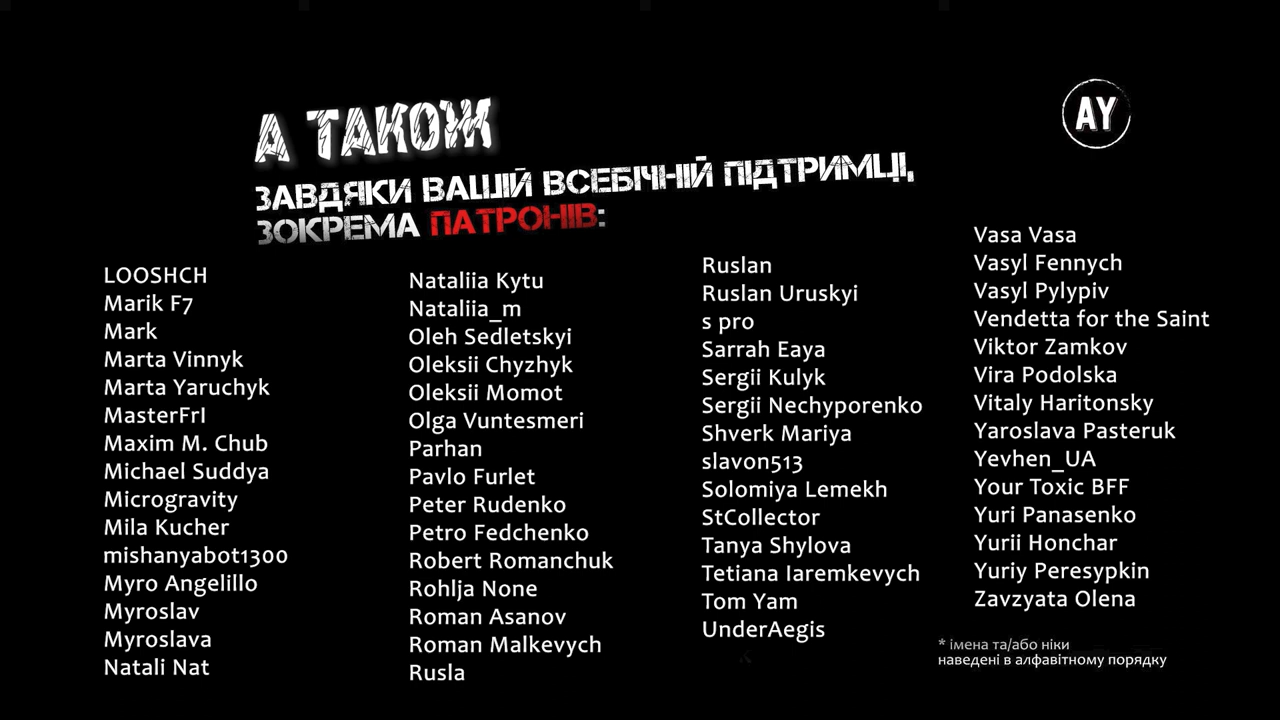 А ТАКОЖ
AY
ЗАВДЯКИ ВАШІЙ ВСЕБІЧНІЙ ПІДТРИМЦІ,
ЗОКРЕМА ПАТРОНІВ:
LOOSHCH
Marik F7
Mark
Marta Vinnyk
Marta Yaruchyk
MasterFrI
Maxim M. Chub
Michael Suddya
Microgravity
Mila Kucher
mishanyabot1300
Myro Angelillo
Myroslav
Myroslava
Natali Nat
Nataliia Kytu
Nataliia_m
Oleh Sedletskyi
Oleksii Chyzhyk
Oleksii Momot
Olga Vuntesmeri
Parhan
Pavlo Furlet
Peter Rudenko
Petro Fedchenko
Robert Romanchuk
Rohlja None
Roman Asanov
Roman Malkevych
Rusla
Ruslan
Ruslan Uruskyi
s pro
Sarrah Eaya
Sergii Kulyk
Sergii Nechyporenko
Shverk Mariya
slavon513
Solomiya Lemekh
StCollector
Tanya Shylova
Tetiana Iaremkevych
Tom Yam
UnderAegis
Vasa Vasa
Vasyl Fennych
Vasyl Pylypiv
Vendetta for the Saint
Viktor Zamkov
Vira Podolska
Vitaly Haritonsky
Yaroslava Pasteruk
Yevhen_UA
Your Toxic BFF
Yuri Panasenko
Yurii Honchar
Yuriy Peresypkin
Zavzyata Olena
* імена та/або ніки
наведені в алфавітному порядку